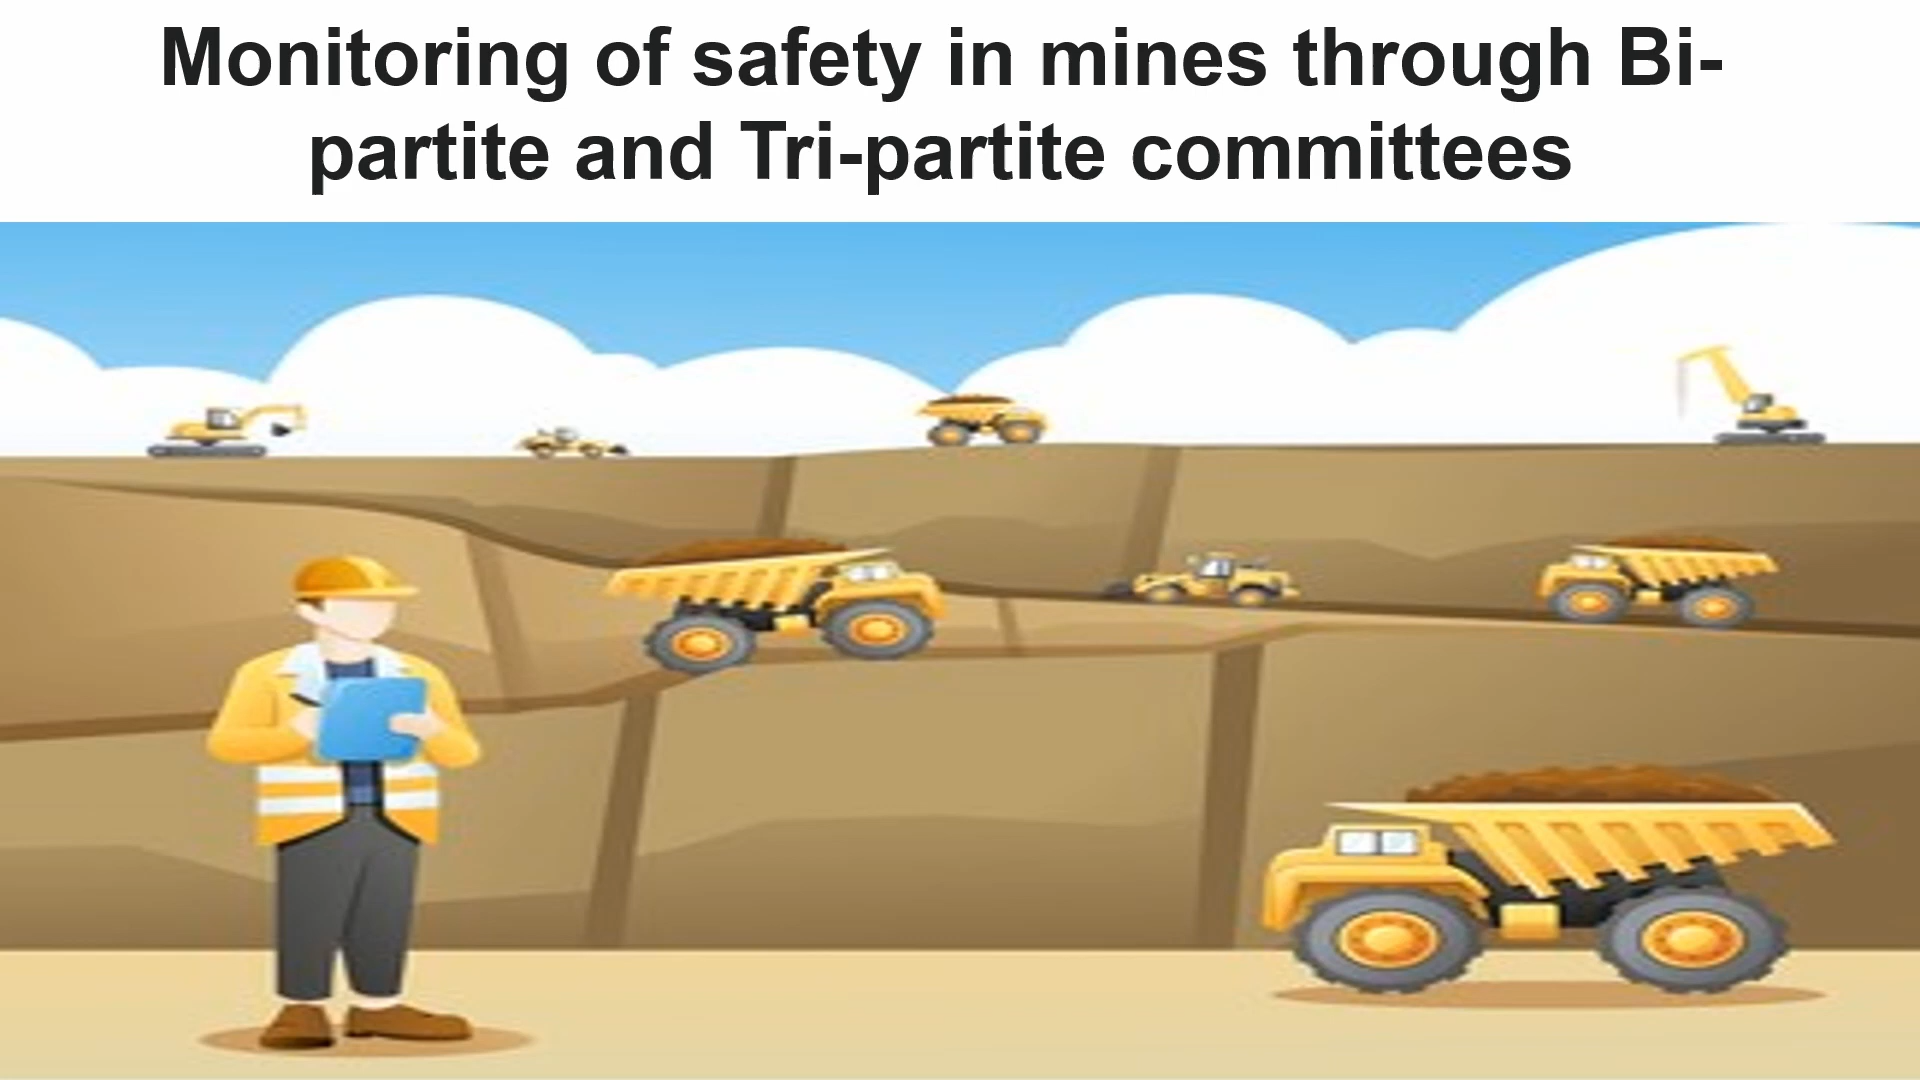 Monitoring of safety in mines through Bi-
partite and Tri-partite committees